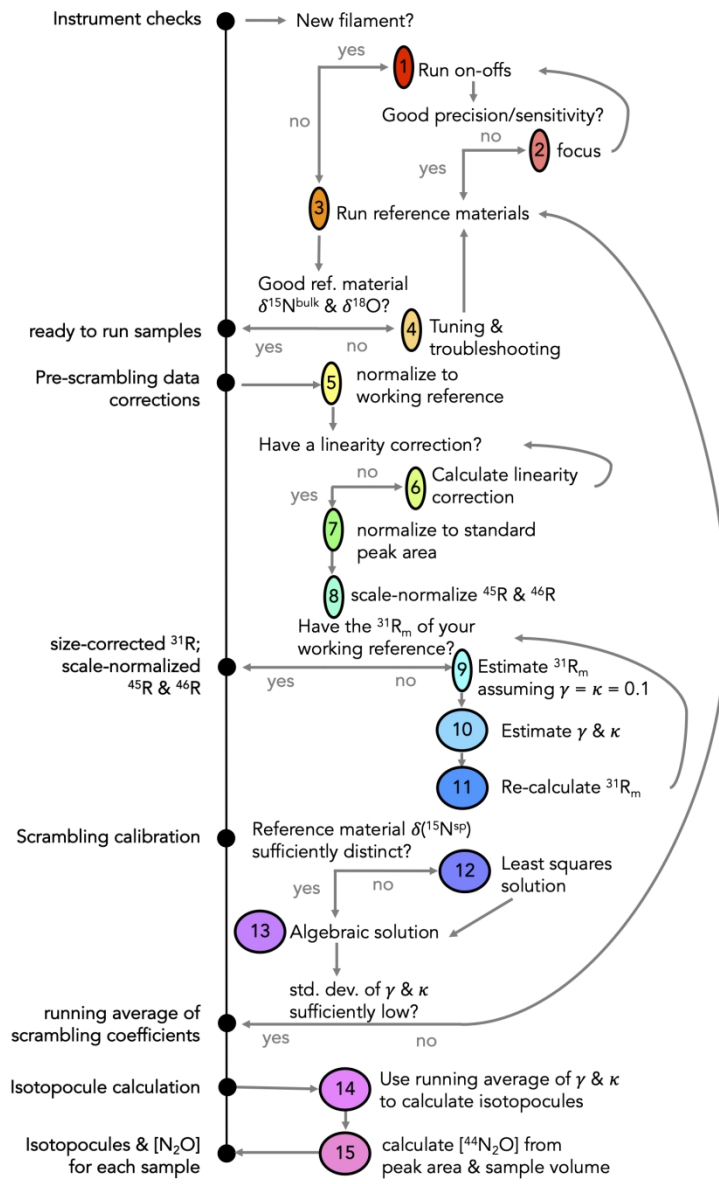 Instrument checks
New filament?
yes
1
Run on-offs
Good precision/sensitivity?
no
no
2
focus
yes
3
Run reference materials
Good ref. material
δ¹⁵Nᵇᵘˡᵏ & δ¹⁸O?
ready to run samples
yes
no
4
Tuning &
troubleshooting
Pre-scrambling data
corrections
5
normalize to
working reference
Have a linearity correction?
no
yes
6
Calculate linearity
correction
7
normalize to standard
peak area
8
scale-normalize ⁴⁵R & ⁴⁶R
Have the ³¹Rₘ of your
working reference?
size-corrected ³¹R;
scale-normalized
⁴⁵R & ⁴⁶R
yes
no
9
Estimate ³¹Rₘ
assuming γ = κ = 0.1
10
Estimate γ & κ
11
Re-calculate ³¹Rₘ
Scrambling calibration
Reference material δ(¹⁵Nˢᵖ)
sufficiently distinct?
yes
no
12
Least squares
solution
13
Algebraic solution
std. dev. of γ & κ
sufficiently low?
running average of
scrambling coefficients
yes
no
Isotopocule calculation
14
Use running average of γ & κ
to calculate isotopocules
Isotopocules & [N₂O]
for each sample
15
calculate [⁴⁴N₂O] from
peak area & sample volume